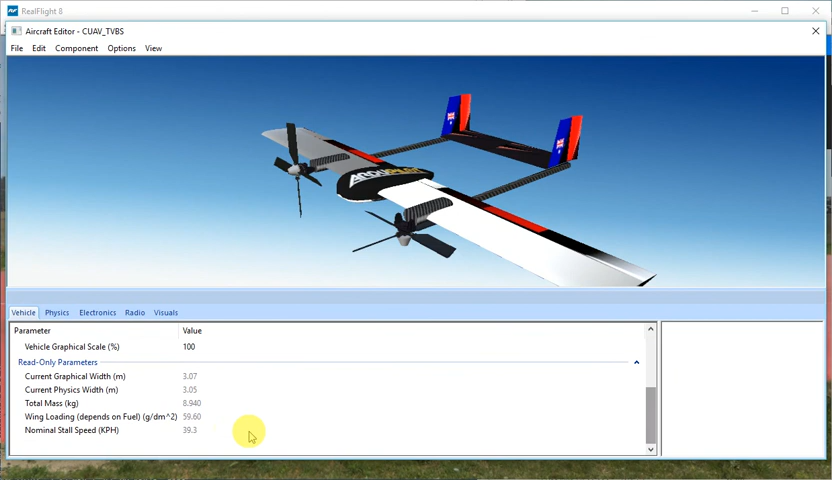 RealFlight 8
Aircraft Editor - CUAV_TVBS
File Edit Component Options View
ARDUPILOT
Vehicle Physics Electronics Radio Visuals
Parameter Value
Vehicle Graphical Scale (%) 100
Read-Only Parameters
Current Graphical Width (m) 3.07
Current Physics Width (m) 3.05
Total Mass (kg) 8.940
Wing Loading (depends on Fuel) (g/dm^2) 59.60
Nominal Stall Speed (KPH) 39.3